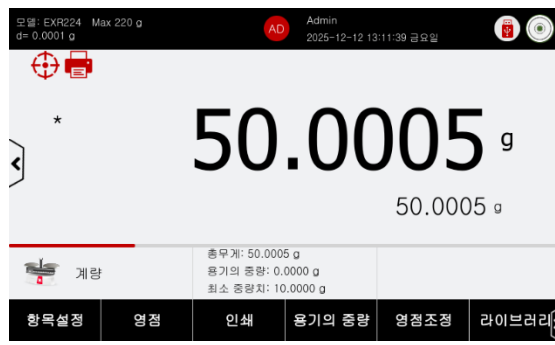 모델: EXR224 Max 220 g
d= 0.0001 g
AD
Admin
2025-12-12 13:11:39 금요일
*
50.0005 g
50.0005 g
계량
총무게: 50.0005 g
용기의 중량: 0.0000 g
최소 중량치: 10.0000 g
항목설정 영점 인쇄 용기의 중량 영점조정 라이브러리